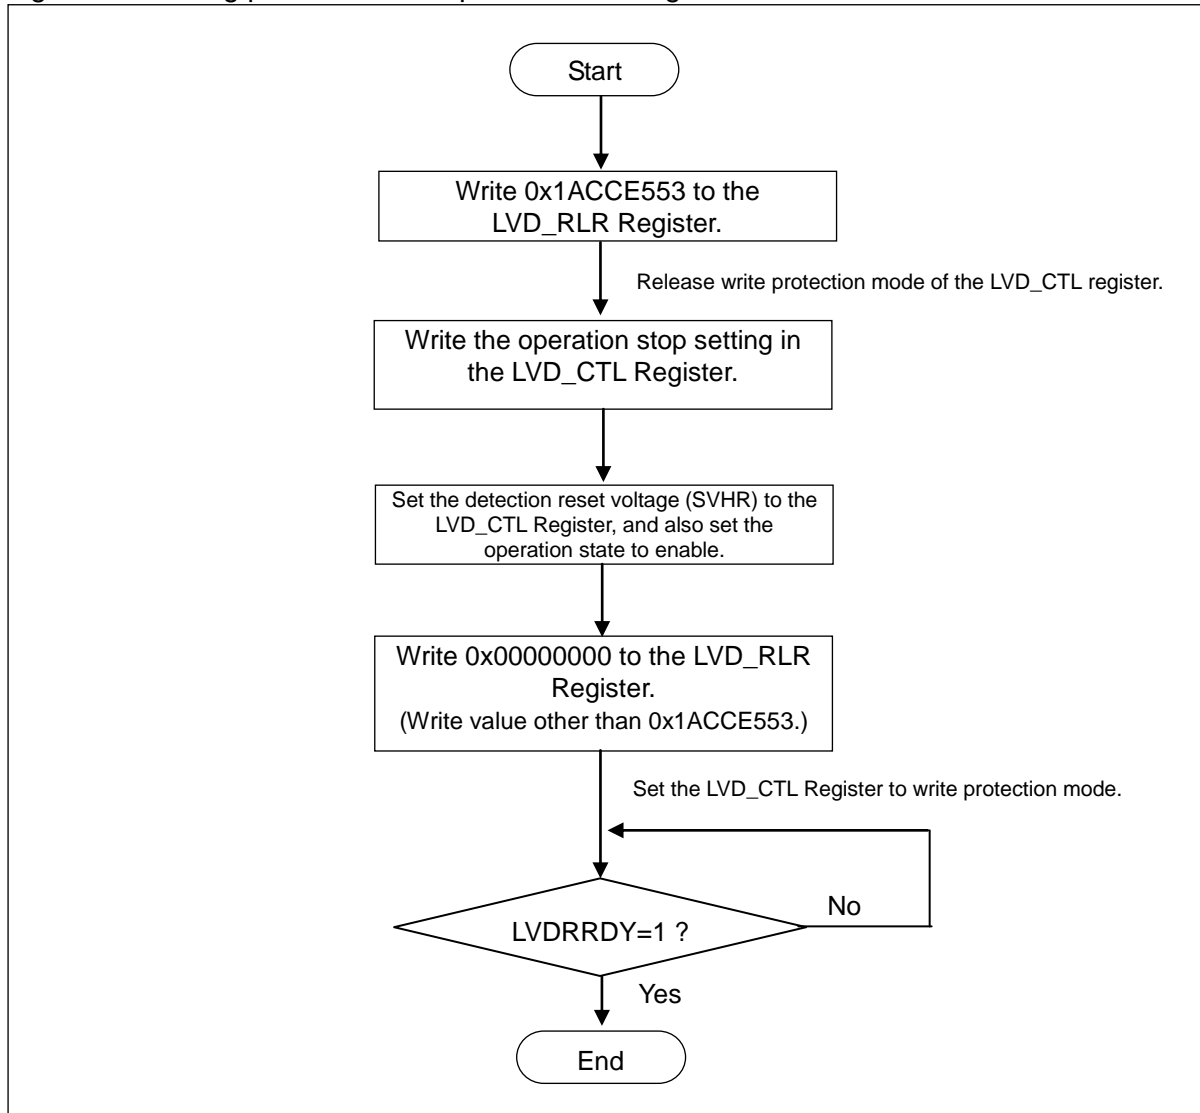 Start
Write 0x1ACCE553 to the
LVD_RLR Register.
Release write protection mode of the LVD_CTL register.
Write the operation stop setting in
the LVD_CTL Register.
Set the detection reset voltage (SVHR) to the
LVD_CTL Register, and also set the
operation state to enable.
Write 0x00000000 to the LVD_RLR
Register.
(Write value other than 0x1ACCE553.)
Set the LVD_CTL Register to write protection mode.
No
LVDRRDY=1 ?
Yes
End